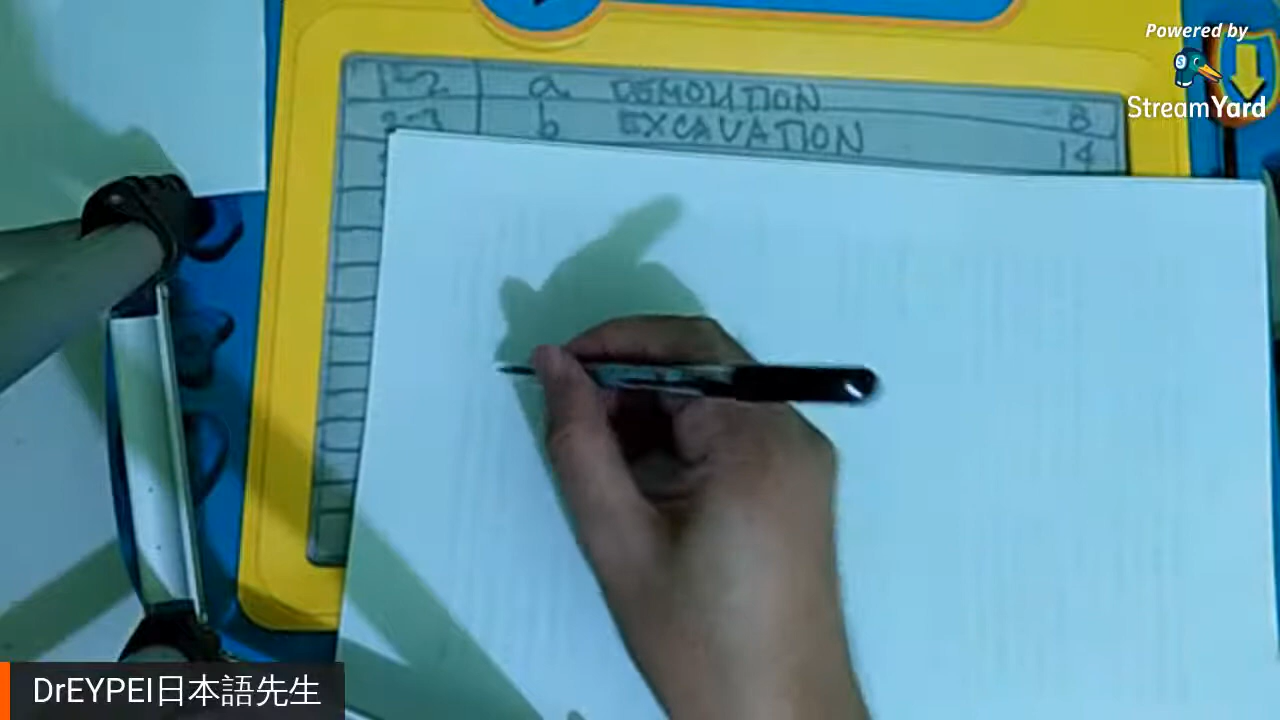 Powered by
StreamYard
1-2 a DEMOLITION 8
2-3 b EXCAVATION 14
DrEYPEI日本語先生